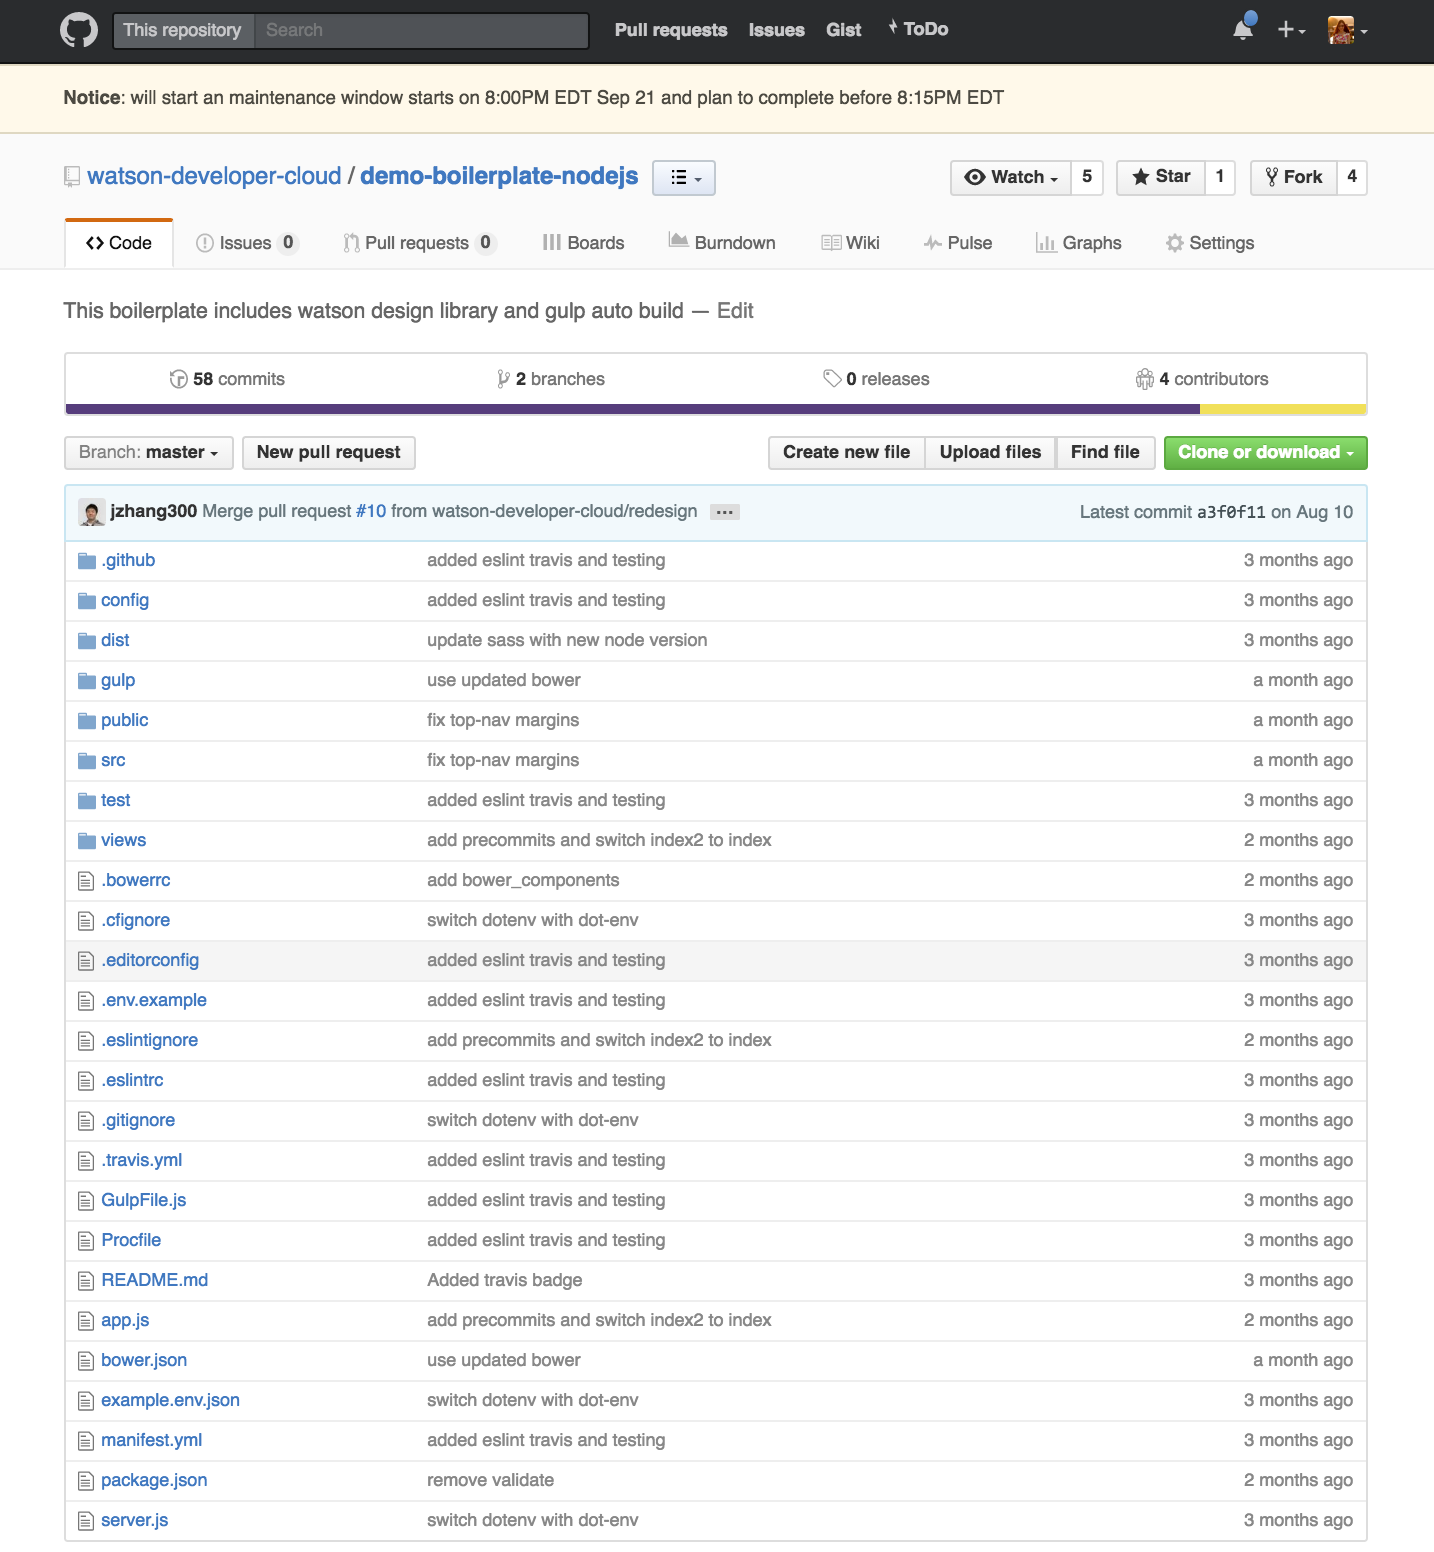 This repository Search Pull requests Issues Gist ToDo
Notice: will start an maintenance window starts on 8:00PM EDT Sep 21 and plan to complete before 8:15PM EDT
watson-developer-cloud / demo-boilerplate-nodejs Watch 5 Star 1 Fork 4
Code Issues 0 Pull requests 0 Boards Burndown Wiki Pulse Graphs Settings
This boilerplate includes watson design library and gulp auto build — Edit
58 commits 2 branches 0 releases 4 contributors
Branch: master New pull request Create new file Upload files Find file Clone or download
jzhang300 Merge pull request #10 from watson-developer-cloud/redesign ... Latest commit a3f0f11 on Aug 10
.github added eslint travis and testing 3 months ago
config added eslint travis and testing 3 months ago
dist update sass with new node version 3 months ago
gulp use updated bower a month ago
public fix top-nav margins a month ago
src fix top-nav margins a month ago
test added eslint travis and testing 3 months ago
views add precommits and switch index2 to index 2 months ago
.bowerrc add bower_components 2 months ago
.cfignore switch dotenv with dot-env 3 months ago
.editorconfig added eslint travis and testing 3 months ago
.env.example added eslint travis and testing 3 months ago
.eslintignore add precommits and switch index2 to index 2 months ago
.eslintrc added eslint travis and testing 3 months ago
.gitignore switch dotenv with dot-env 3 months ago
.travis.yml added eslint travis and testing 3 months ago
GulpFile.js added eslint travis and testing 3 months ago
Procfile added eslint travis and testing 3 months ago
README.md Added travis badge 3 months ago
app.js add precommits and switch index2 to index 2 months ago
bower.json use updated bower a month ago
example.env.json switch dotenv with dot-env 3 months ago
manifest.yml added eslint travis and testing 3 months ago
package.json remove validate 2 months ago
server.js switch dotenv with dot-env 3 months ago